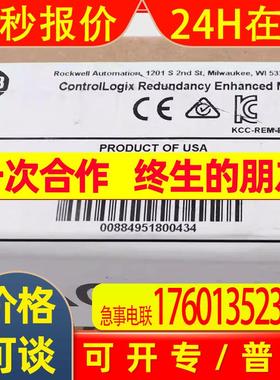 秒报价 24H在
Rockwell Automation, 1201 S 2nd St, Milwaukee, WI 53
ControlLogix Redundancy Enhanced M
KCC-REM-
PRODUCT OF USA
一次合作 终生的朋
00884951800434
价格
可谈
急事电联
1760135523
可开专/普